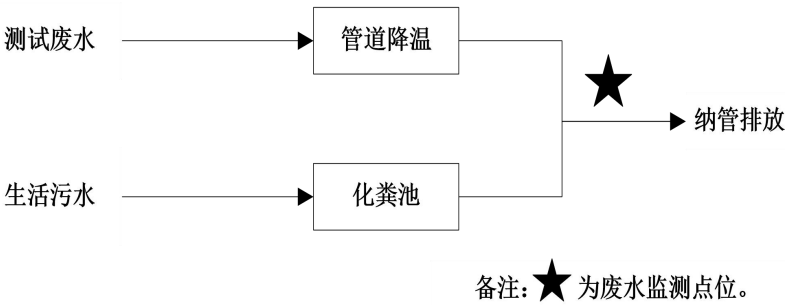 测试废水
管道降温
纳管排放
生活污水
化粪池
备注：★为废水监测点位。